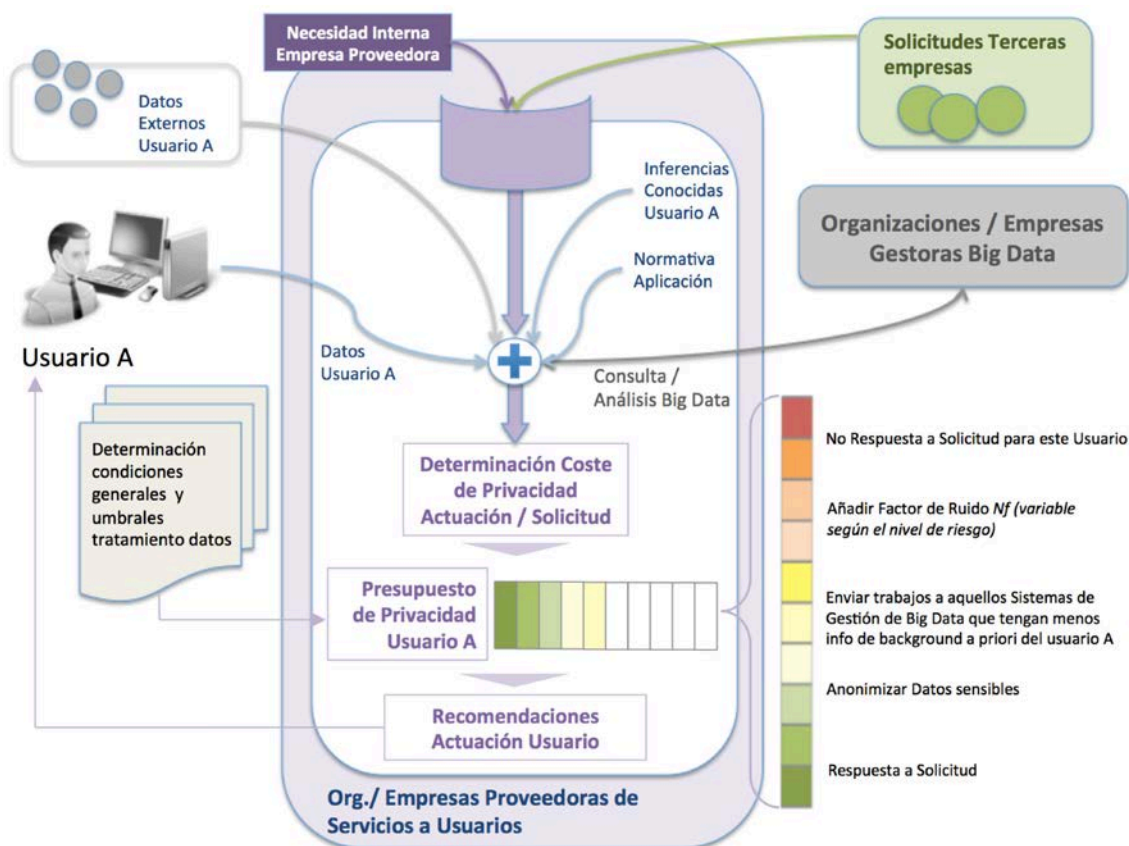 Necesidad Interna
Empresa Proveedora
Solicitudes Terceras
empresas
Datos
Externos
Usuario A
Inferencias
Conocidas
Usuario A
Organizaciones / Empresas
Gestoras Big Data
Normativa
Aplicación
Usuario A
Datos
Usuario A
Consulta /
Análisis Big Data
Determinación
condiciones
generales y
umbrales
tratamiento datos
Determinación Coste
de Privacidad
Actuación / Solicitud
Presupuesto
de Privacidad
Usuario A
Recomendaciones
Actuación Usuario
No Respuesta a Solicitud para este Usuario
Añadir Factor de Ruido Nf (variable
según el nivel de riesgo)
Enviar trabajos a aquellos Sistemas de
Gestión de Big Data que tengan menos
info de background a priori del usuario A
Anonimizar Datos sensibles
Respuesta a Solicitud
Org./ Empresas Proveedoras de
Servicios a Usuarios